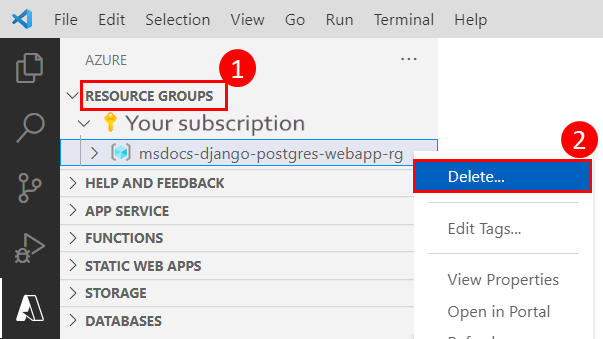 File Edit Selection View Go Run Terminal Help
AZURE
1
RESOURCE GROUPS
Your subscription
2
msdocs-django-postgres-webapp-rg
Delete...
HELP AND FEEDBACK
APP SERVICE
FUNCTIONS
STATIC WEB APPS
STORAGE
DATABASES
Edit Tags...
View Properties
Open in Portal